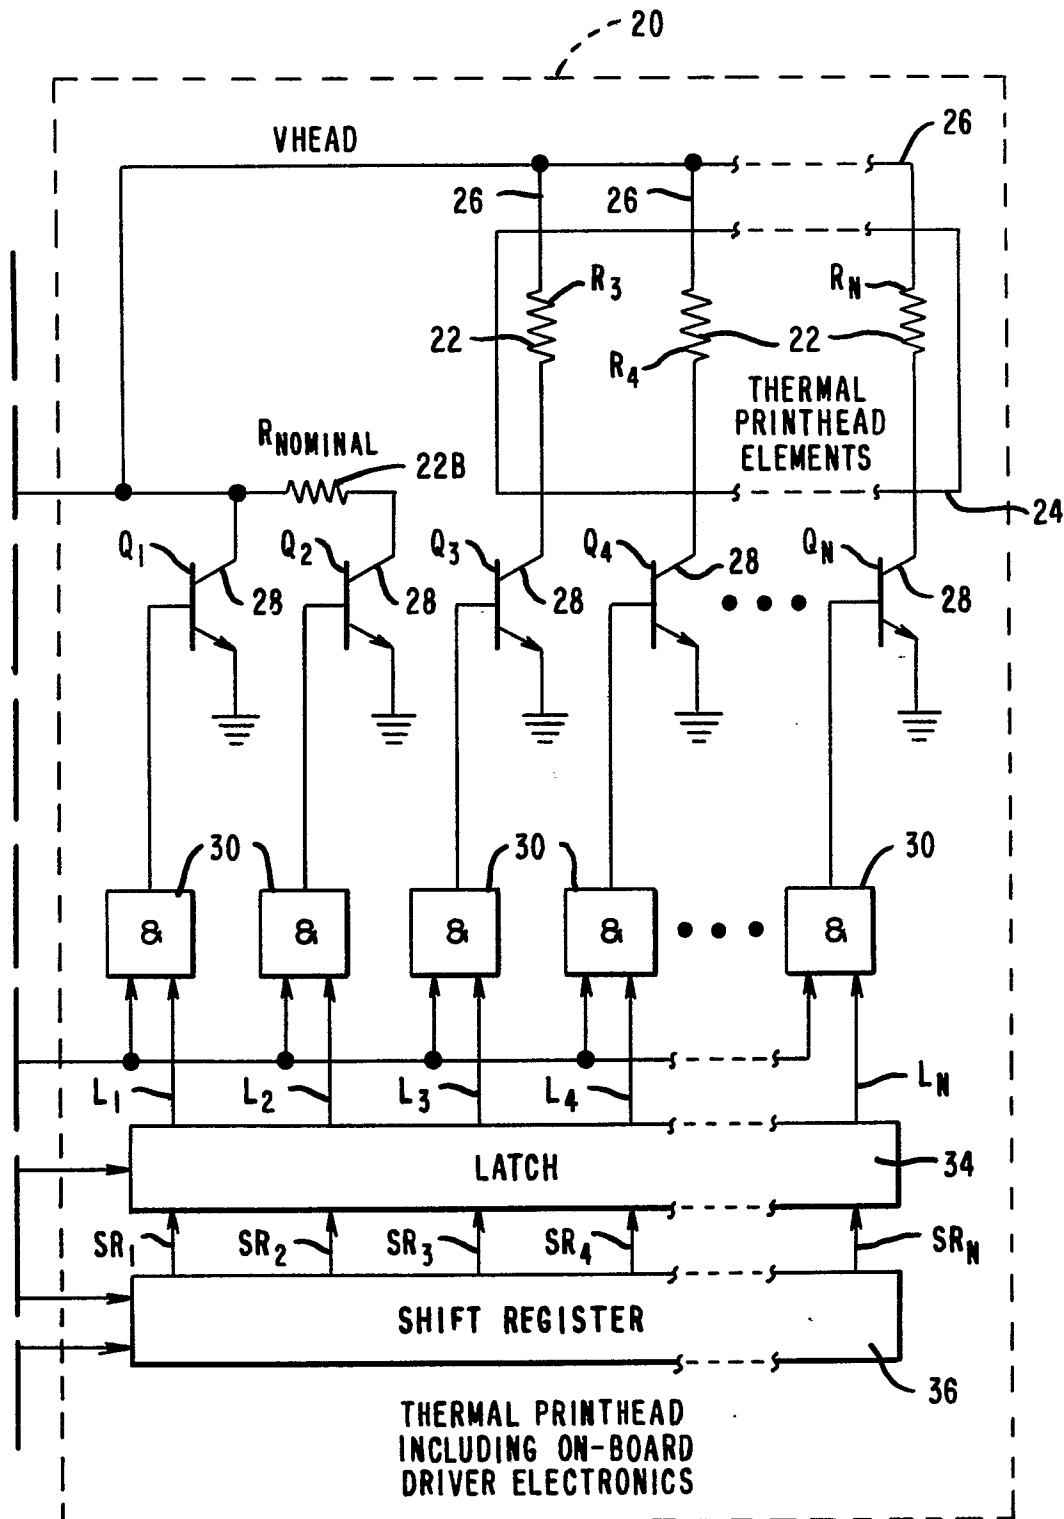 20
VHEAD
26
26 26
R3 RN
22 R4 22
THERMAL
PRINTHEAD
ELEMENTS
RNOMINAL
22B
24
Q1 Q2 Q3 Q4 QN
28 28 28 28 28
30 30 30
& & & & &
L1 L2 L3 L4 LN
LATCH 34
SR1 SR2 SR3 SR4 SRN
SHIFT REGISTER
36
THERMAL PRINTHEAD
INCLUDING ON-BOARD
DRIVER ELECTRONICS